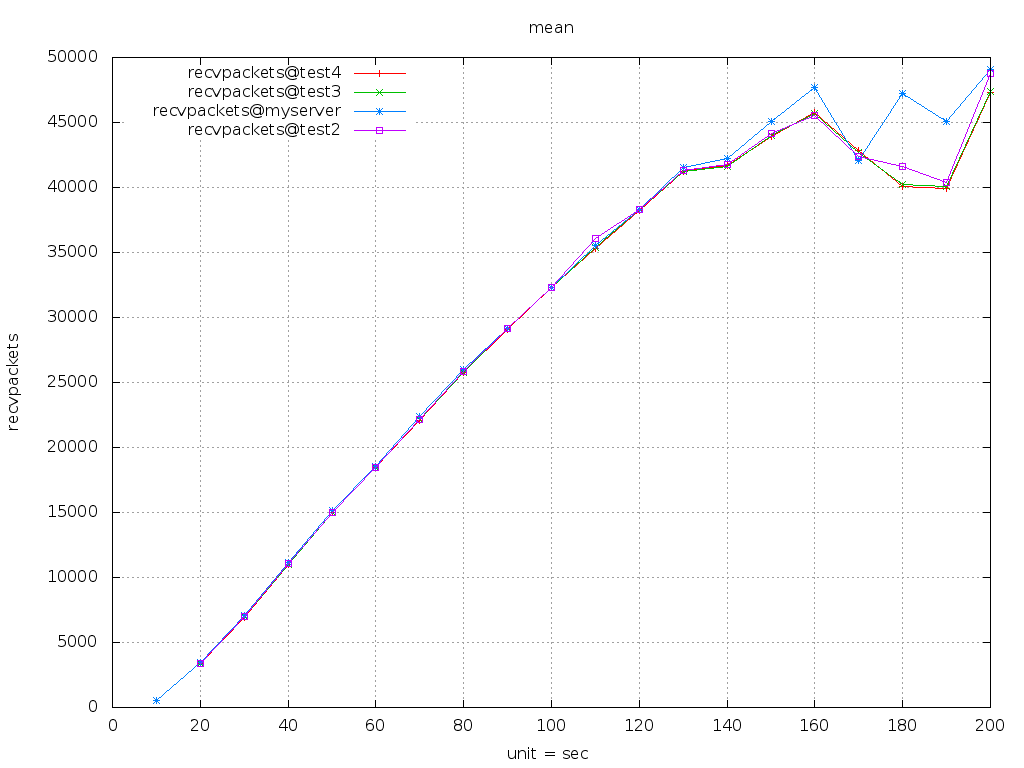 mean
50000
45000
40000
35000
30000
25000
20000
15000
10000
5000
0
recvpackets
recvpackets@test4
recvpackets@test3
recvpackets@myserver
recvpackets@test2
0 20 40 60 80 100 120 140 160 180 200
unit = sec